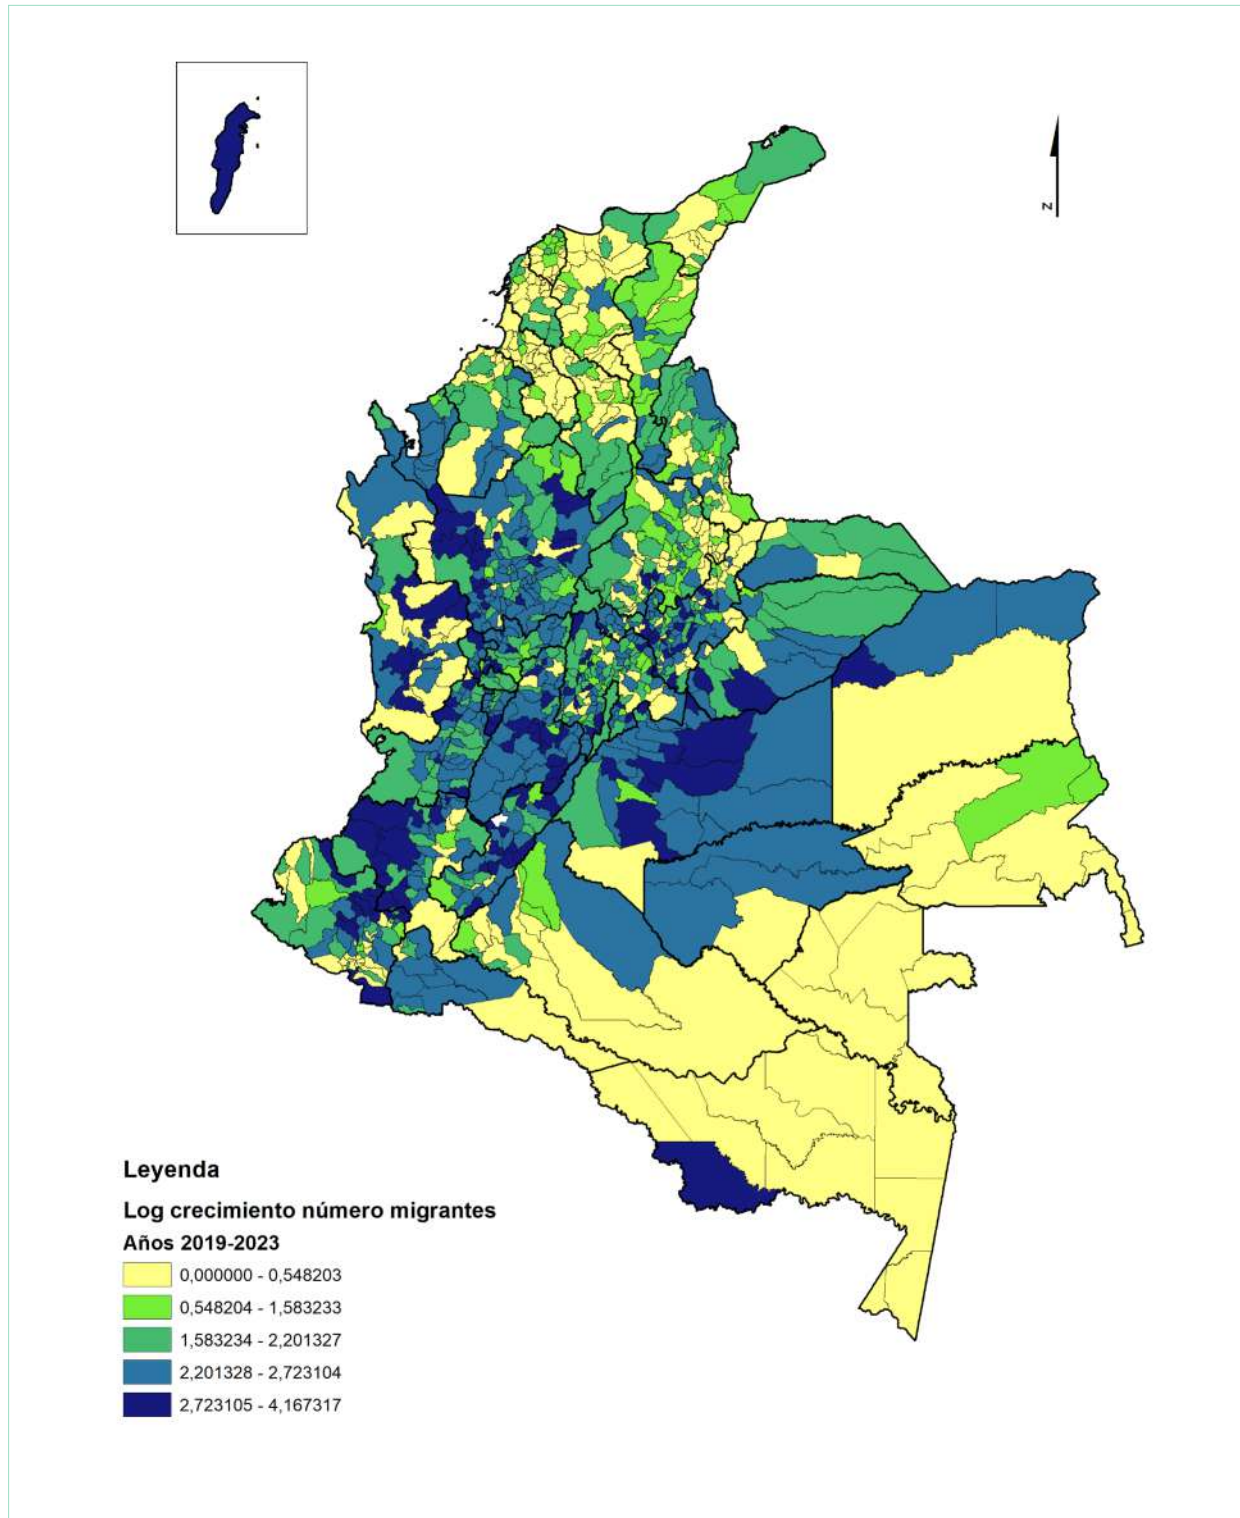 Z
Leyenda
Log crecimiento número migrantes
Años 2019-2023
0,000000 - 0,548203
0,548204 - 1,583233
1,583234 - 2,201327
2,201328 - 2,723104
2,723105 - 4,167317